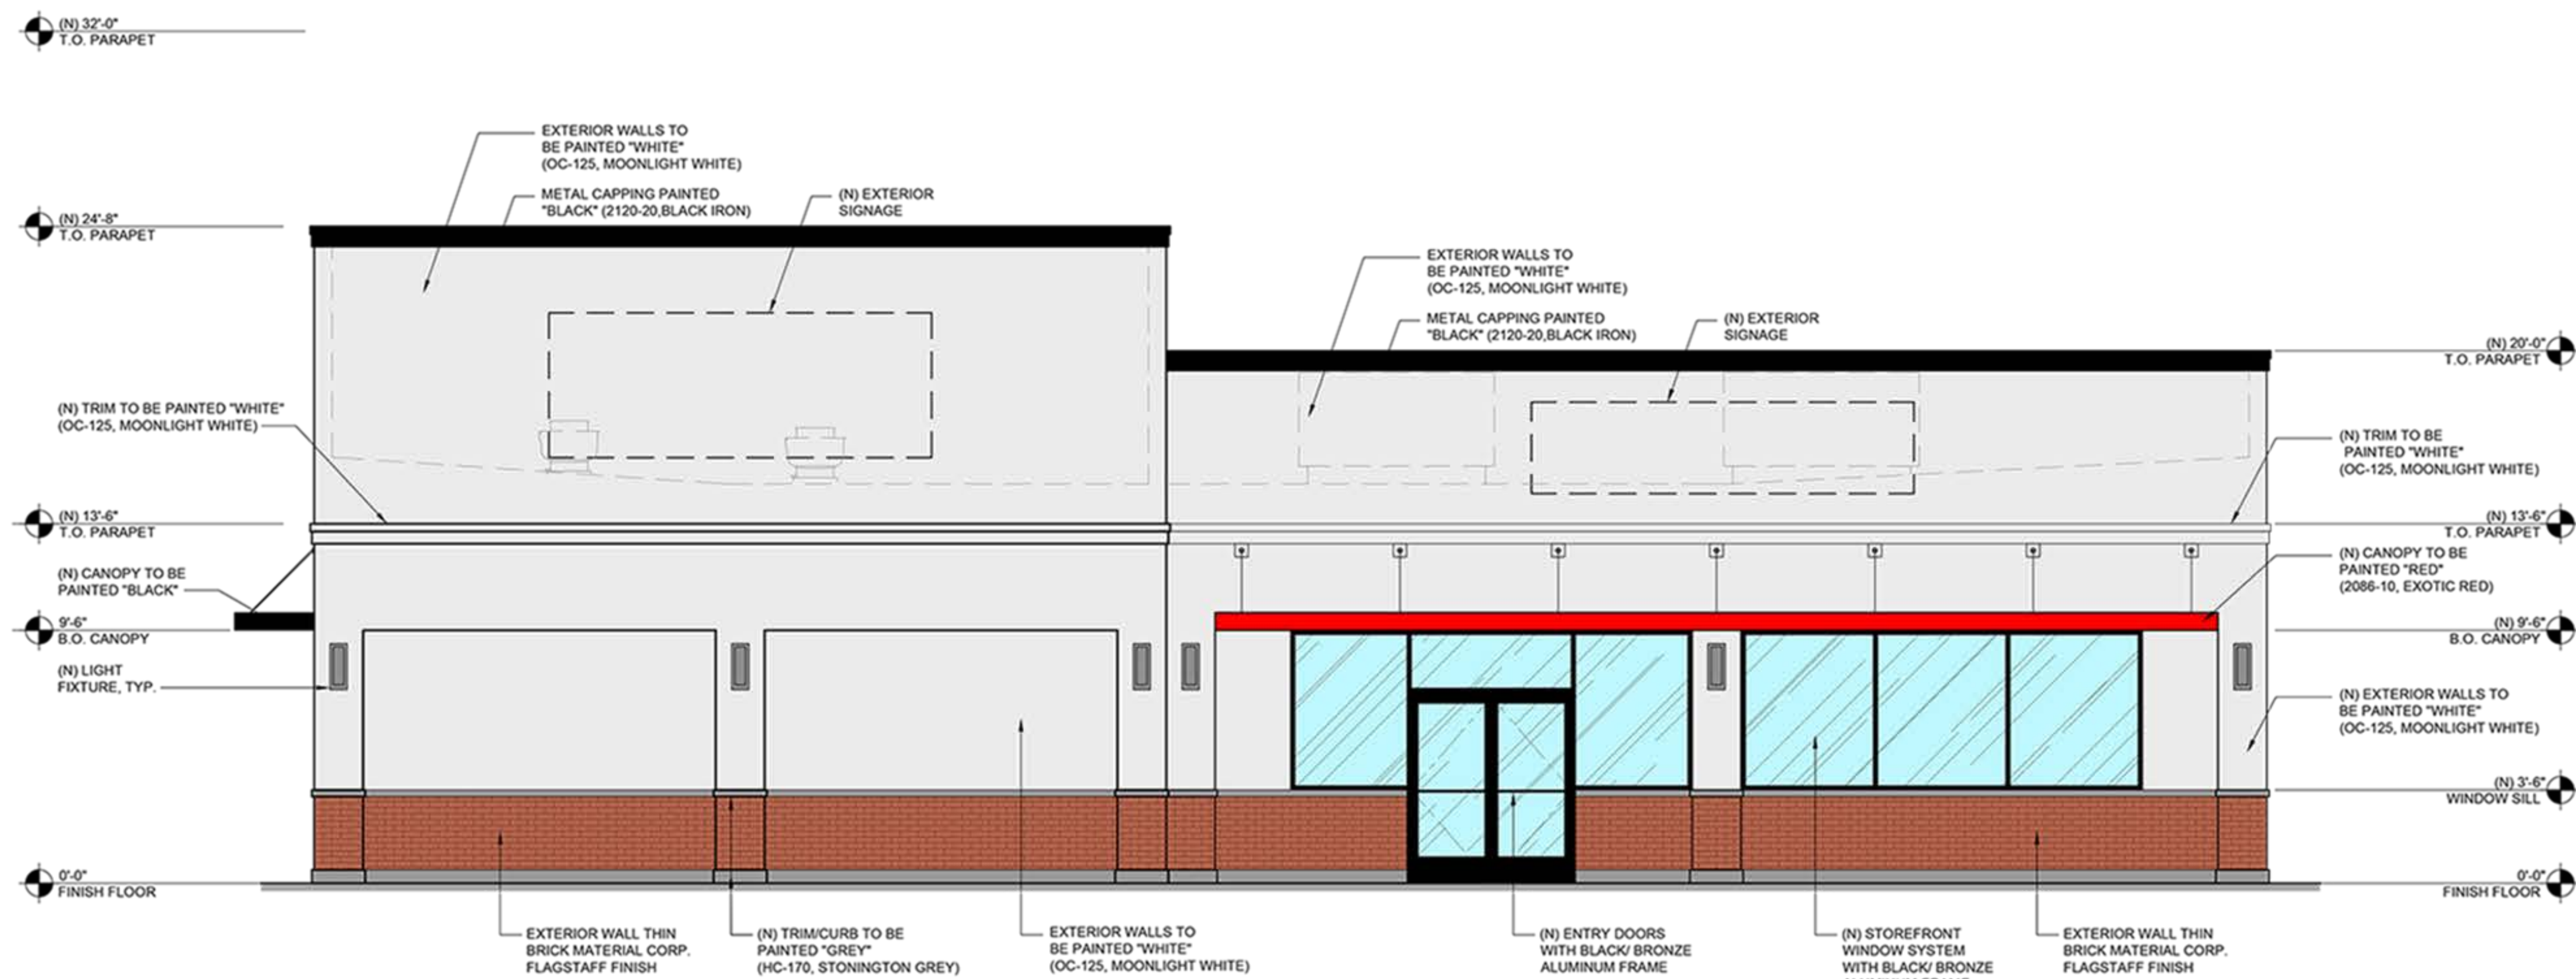 (N) 32'-0"
T.O. PARAPET
EXTERIOR WALLS TO
BE PAINTED "WHITE"
(OC-125, MOONLIGHT WHITE)
METAL CAPPING PAINTED
"BLACK" (2120-20,BLACK IRON)
(N) EXTERIOR
SIGNAGE
(N) 24'-8"
T.O. PARAPET
EXTERIOR WALLS TO
BE PAINTED "WHITE"
(OC-125, MOONLIGHT WHITE)
METAL CAPPING PAINTED
"BLACK" (2120-20,BLACK IRON)
(N) EXTERIOR
SIGNAGE
(N) 20'-0"
T.O. PARAPET
(N) TRIM TO BE PAINTED "WHITE"
(OC-125, MOONLIGHT WHITE)
(N) TRIM TO BE
PAINTED "WHITE"
(OC-125, MOONLIGHT WHITE)
(N) 13'-6"
T.O. PARAPET
(N) 13'-6"
T.O. PARAPET
(N) CANOPY TO BE
PAINTED "BLACK"
(N) CANOPY TO BE
PAINTED "RED"
(2086-10, EXOTIC RED)
9'-6"
B.O. CANOPY
(N) 9'-6"
B.O. CANOPY
(N) LIGHT
FIXTURE, TYP.
(N) EXTERIOR WALLS TO
BE PAINTED "WHITE"
(OC-125, MOONLIGHT WHITE)
(N) 3'-6"
WINDOW SILL
0'-0"
FINISH FLOOR
0'-0"
FINISH FLOOR
EXTERIOR WALL THIN
BRICK MATERIAL CORP.
FLAGSTAFF FINISH
(N) TRIM/CURB TO BE
PAINTED "GREY"
(HC-170, STONINGTON GREY)
EXTERIOR WALLS TO
BE PAINTED "WHITE"
(OC-125, MOONLIGHT WHITE)
(N) ENTRY DOORS
WITH BLACK/ BRONZE
ALUMINUM FRAME
(N) STOREFRONT
WINDOW SYSTEM
WITH BLACK/ BRONZE
EXTERIOR WALL THIN
BRICK MATERIAL CORP.
FLAGSTAFF FINISH